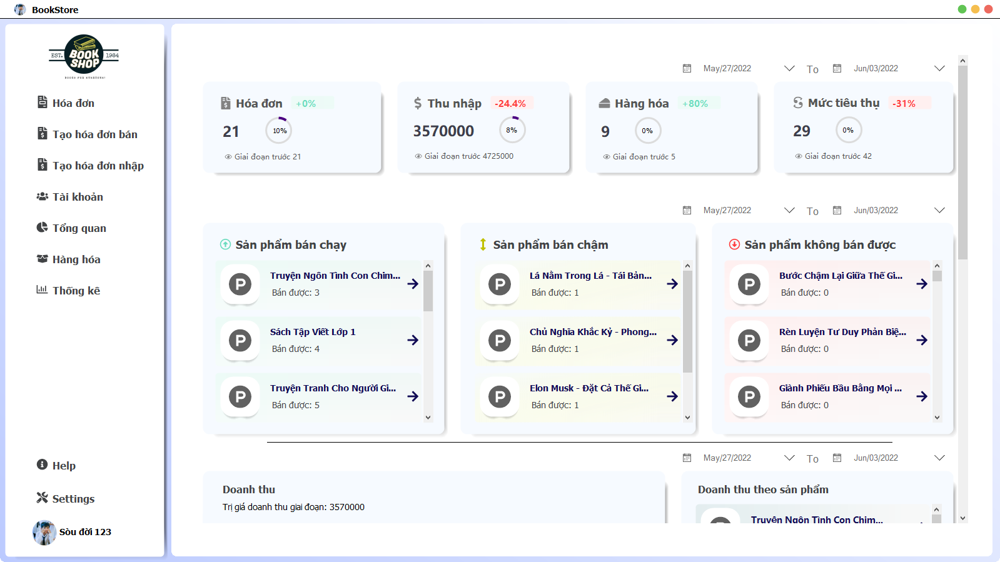 BookStore
EST. BOOK SHOP 1984
BOOKS FOR EVERYONE!
Hóa đơn
Tạo hóa đơn bán
Tạo hóa đơn nhập
Tài khoản
Tổng quan
Hàng hóa
Thống kê
Help
Settings
Sòu đời 123
May/27/2022 To Jun/03/2022
Hóa đơn +0%
21 10%
Giai đoạn trước 21
Thu nhập -24.4%
3570000 8%
Giai đoạn trước 4725000
Hàng hóa +80%
9 0%
Giai đoạn trước 5
Mức tiêu thụ -31%
29 0%
Giai đoạn trước 42
May/27/2022 To Jun/03/2022
Sản phẩm bán chạy
P Truyện Ngôn Tình Con Chim...
Bán được: 3
P Sách Tập Viết Lớp 1
Bán được: 4
P Truyện Tranh Cho Người Gi...
Bán được: 5
Sản phẩm bán chậm
P Lá Nằm Trong Lá - Tái Bản...
Bán được: 1
P Chủ Nghĩa Khắc Kỷ - Phong...
Bán được: 1
P Elon Musk - Đặt Cả Thế Gi...
Bán được: 1
Sản phẩm không bán được
P Bước Chậm Lại Giữa Thế Gi...
Bán được: 0
P Rèn Luyện Tư Duy Phản Biệ...
Bán được: 0
P Giành Phiếu Bầu Bằng Mọi ...
Bán được: 0
May/27/2022 To Jun/03/2022
Doanh thu
Trị giá doanh thu giai đoạn: 3570000
Doanh thu theo sản phẩm
Truyện Ngôn Tình Con Chim...